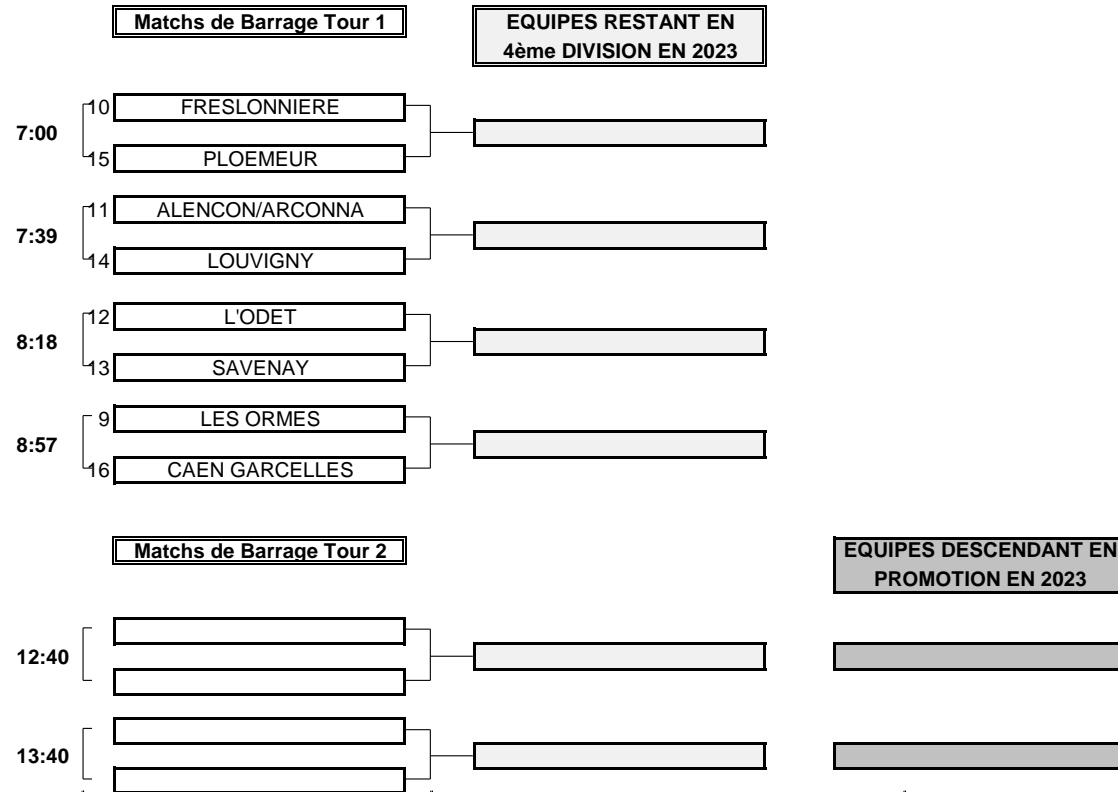 Matchs de Barrage Tour 1
EQUIPES RESTANT EN
4ème DIVISION EN 2023
10 FRESLONNIERE
7:00
15 PLOEMEUR
11 ALENCON/ARCONNA
7:39
14 LOUVIGNY
12 L'ODET
8:18
13 SAVENAY
9 LES ORMES
8:57
16 CAEN GARCELLES
Matchs de Barrage Tour 2
EQUIPES DESCENDANT EN
PROMOTION EN 2023
12:40
13:40